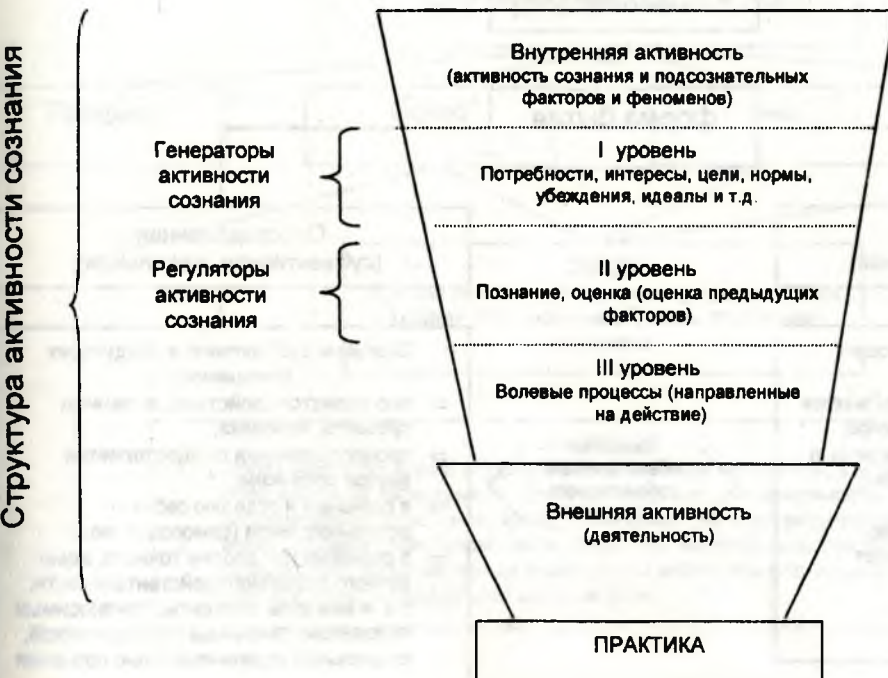 Структура активности сознания
Внутренняя активность
(активность сознания и подсознательных
факторов и феноменов)
Генераторы
активности
сознания
I уровень
Потребности, интересы, цели, нормы,
убеждения, идеалы и т.д.
Регуляторы
активности
сознания
II уровень
Познание, оценка (оценка предыдущих
факторов)
III уровень
Волевые процессы (направленные
на действие)
Внешняя активность
(деятельность)
ПРАКТИКА